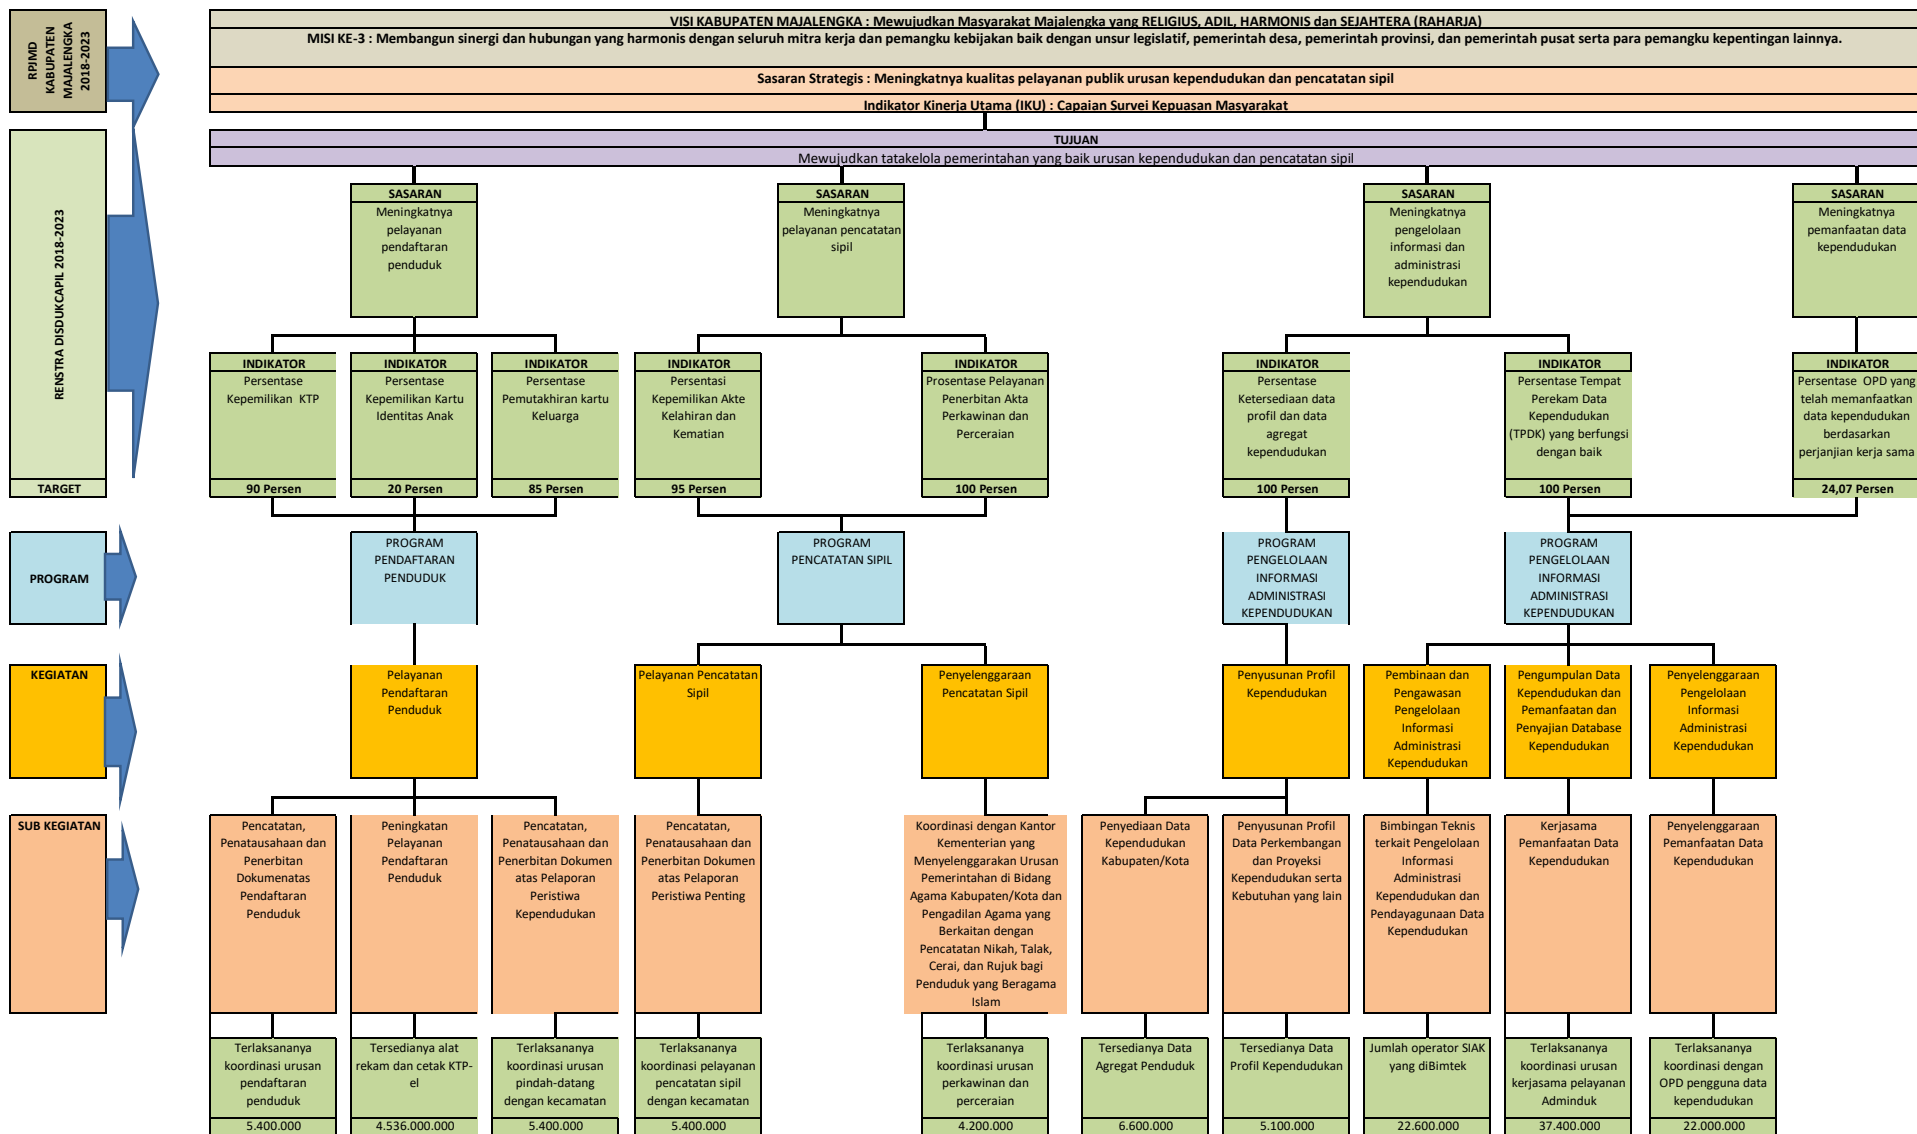 RPJMD
KABUPATEN
MAJALENGKA
2018-2023
VISI KABUPATEN MAJALENGKA : Mewujudkan Masyarakat Majalengka yang RELIGIUS, ADIL, HARMONIS dan SEJAHTERA (RAHARJA)
MISI KE-3 : Membangun sinergi dan hubungan yang harmonis dengan seluruh mitra kerja dan pemangku kebijakan baik dengan unsur legislatif, pemerintah desa, pemerintah provinsi, dan pemerintah pusat serta para pemangku kepentingan lainnya.
Sasaran Strategis : Meningkatnya kualitas pelayanan publik urusan kependudukan dan pencatatan sipil
Indikator Kinerja Utama (IKU) : Capaian Survei Kepuasan Masyarakat
RENSTRA DISDUKCAPIL 2018-2023
TUJUAN
Mewujudkan tatakelola pemerintahan yang baik urusan kependudukan dan pencatatan sipil
SASARAN
Meningkatnya
pelayanan
pendaftaran
penduduk
SASARAN
Meningkatnya
pelayanan pencatatan
sipil
SASARAN
Meningkatnya
pengelolaan
informasi dan
administrasi
kependudukan
SASARAN
Meningkatnya
pemanfaatan data
kependudukan
INDIKATOR
Persentase
Kepemilikan KTP
INDIKATOR
Persentase
Kepemilikan Kartu
Identitas Anak
INDIKATOR
Persentase
Pemutakhiran kartu
Keluarga
INDIKATOR
Persentasi
Kepemilikan Akte
Kelahiran dan
Kematian
INDIKATOR
Prosentase Pelayanan
Penerbitan Akta
Perkawinan dan
Perceraian
INDIKATOR
Persentase
Ketersediaan data
profil dan data
agregat
kependudukan
INDIKATOR
Persentase Tempat
Perekam Data
Kependudukan
(TPDK) yang berfungsi
dengan baik
INDIKATOR
Persentase OPD yang
telah memanfaatkan
data kependudukan
berdasarkan
perjanjian kerja sama
TARGET
90 Persen
20 Persen
85 Persen
95 Persen
100 Persen
100 Persen
100 Persen
24,07 Persen
PROGRAM
PROGRAM
PENDAFTARAN
PENDUDUK
PROGRAM
PENCATATAN SIPIL
PROGRAM
PENGELOLAAN
INFORMASI
ADMINISTRASI
KEPENDUDUKAN
PROGRAM
PENGELOLAAN
INFORMASI
ADMINISTRASI
KEPENDUDUKAN
KEGIATAN
Pelayanan
Pendaftaran
Penduduk
Pelayanan Pencatatan
Sipil
Penyelenggaraan
Pencatatan Sipil
Penyusunan Profil
Kependudukan
Pembinaan dan
Pengawasan
Pengelolaan
Informasi
Administrasi
Kependudukan
Pengumpulan Data
Kependudukan dan
Pemanfaatan dan
Penyajian Database
Kependudukan
Penyelenggaraan
Pengelolaan
Informasi
Administrasi
Kependudukan
SUB KEGIATAN
Pencatatan,
Penatausahaan dan
Penerbitan
Dokumenatas
Pendaftaran
Penduduk
Peningkatan
Pelayanan
Pendaftaran
Penduduk
Pencatatan,
Penatausahaan dan
Penerbitan Dokumen
atas Pelaporan
Peristiwa
Kependudukan
Pencatatan,
Penatausahaan dan
Penerbitan Dokumen
atas Pelaporan
Peristiwa Penting
Koordinasi dengan Kantor
Kementerian yang
Menyelenggarakan Urusan
Pemerintahan di Bidang
Agama Kabupaten/Kota dan
Pengadilan Agama yang
Berkaitan dengan
Pencatatan Nikah, Talak,
Cerai, dan Rujuk bagi
Penduduk yang Beragama
Islam
Penyediaan Data
Kependudukan
Kabupaten/Kota
Penyusunan Profil
Data Perkembangan
dan Proyeksi
Kependudukan serta
Kebutuhan yang lain
Bimbingan Teknis
terkait Pengelolaan
Informasi
Administrasi
Kependudukan dan
Pendayagunaan Data
Kependudukan
Kerjasama
Pemanfaatan Data
Kependudukan
Penyelenggaraan
Pemanfaatan Data
Kependudukan
Terlaksananya
koordinasi urusan
pendaftaran
penduduk
Tersedianya alat
rekam dan cetak KTP-
el
Terlaksananya
koordinasi urusan
pindah-datang
dengan kecamatan
Terlaksananya
koordinasi pelayanan
pencatatan sipil
dengan kecamatan
Terlaksananya
koordinasi urusan
perkawinan dan
perceraian
Tersedianya Data
Agregat Penduduk
Tersedianya Data
Profil Kependudukan
Jumlah operator SIAK
yang diBimtek
Terlaksananya
koordinasi urusan
kerjasama pelayanan
Adminduk
Terlaksananya
koordinasi dengan
OPD pengguna data
kependudukan
5.400.000
4.536.000.000
5.400.000
5.400.000
4.200.000
6.600.000
5.100.000
22.600.000
37.400.000
22.000.000